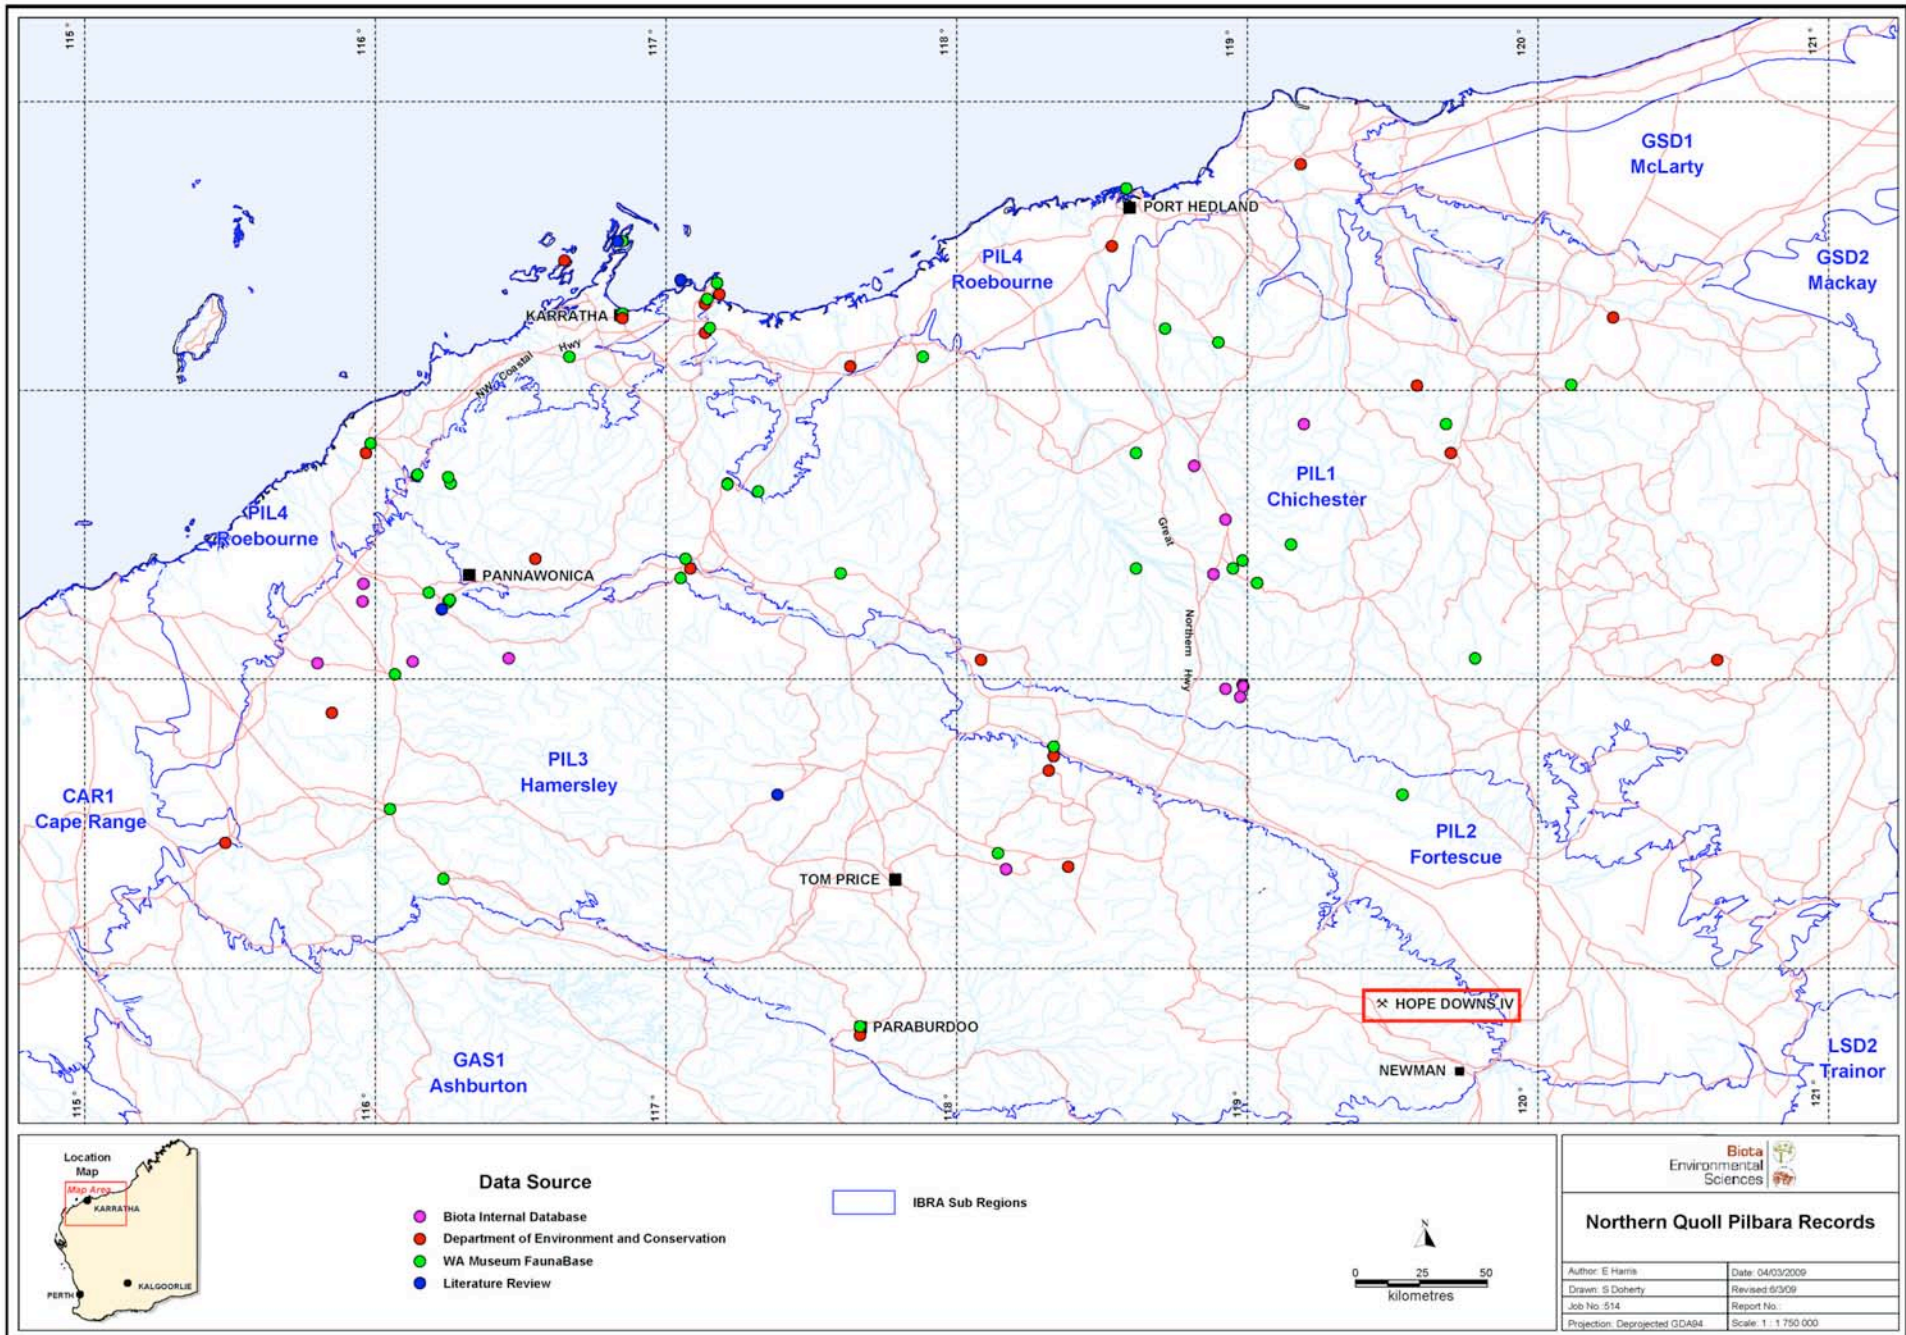 115 °
116 °
117 °
118 °
119 °
120 °
121 °
GSD1
McLarty
PORT HEDLAND
PIL4
Roebourne
GSD2
Mackay
KARRATHA
NW Coastal Hwy
PIL1
Chichester
PIL4
Roebourne
Great
PANNAWONICA
Northern
Hwy
PIL3
Hamersley
CAR1
Cape Range
PIL2
Fortescue
TOM PRICE
HOPE DOWNS IV
PARABURDOO
GAS1
Ashburton
LSD2
Trainor
NEWMAN
115 °
116 °
117 °
118 °
119 °
120 °
121 °
Location
Map
Map Area
KARRATHA
KALGOORLIE
PERTH
Data Source
Biota Internal Database
Department of Environment and Conservation
WA Museum FaunaBase
Literature Review
IBRA Sub Regions
N
0 25 50
kilometres
Biota
Environmental
Sciences
Northern Quoll Pilbara Records
Author: E Harris
Date: 04/03/2009
Drawn: S Doherty
Revised:6/3/09
Job No.:514
Report No.:
Projection: Deprojected GDA94
Scale: 1 : 1 750 000